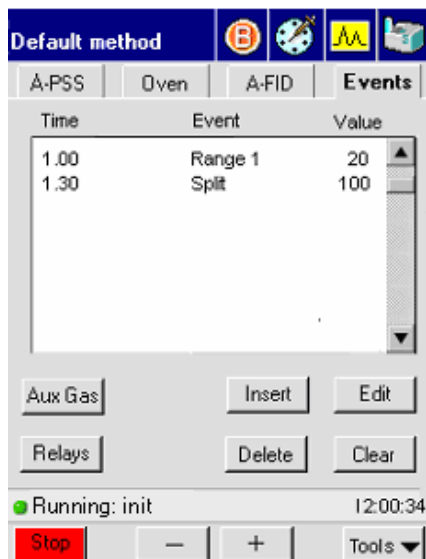 Default method B
A-PSS Oven A-FID Events
Time Event Value
1.00 Range 1 20
1.30 Split 100
Aux Gas Insert Edit
Relays Delete Clear
Running: init 12:00:34
Stop − + Tools